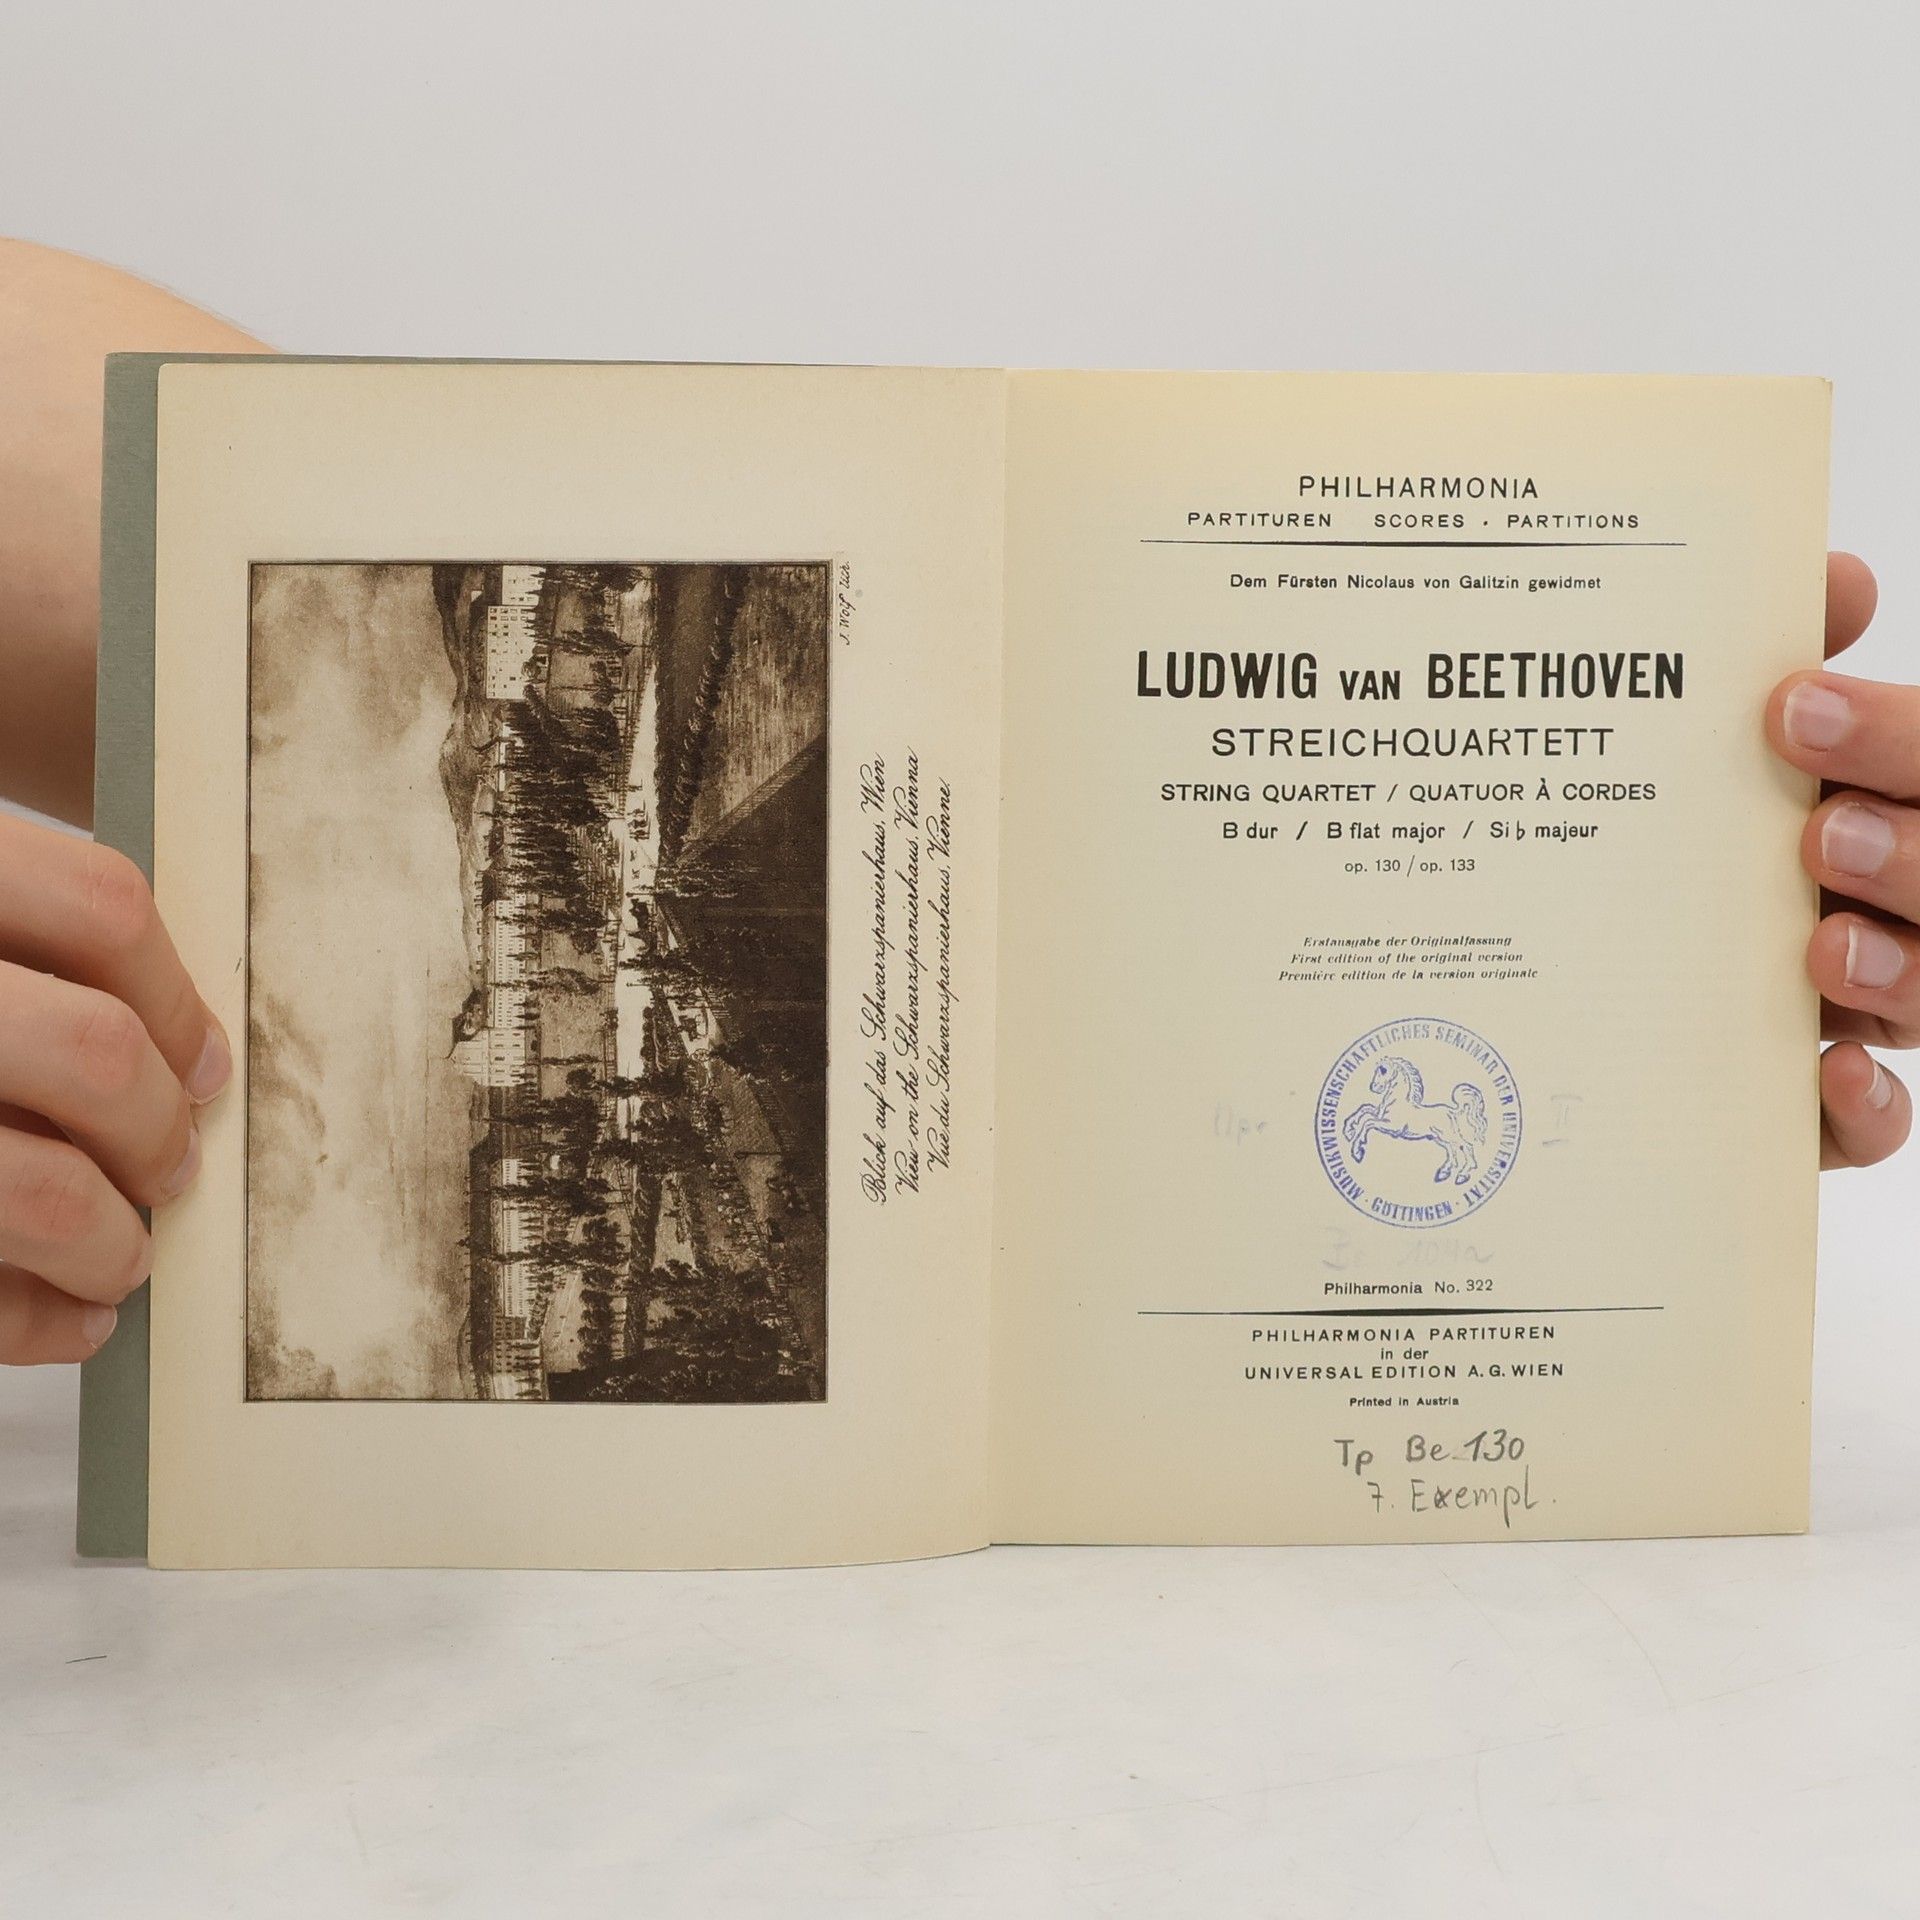 J. Wolf
Blick auf das Schwarzspanierhaus, Wien
View on the Schwarzspanierhaus, Vienna
Vue du Schwarzspanierhaus, Vienne.
PHILHARMONIA
PARTITUREN SCORES · PARTITIONS
Dem Fürsten Nicolaus von Galitzin gewidmet
LUDWIG VAN BEETHOVEN
STREICHQUARTETT
STRING QUARTET / QUATUOR À CORDES
B dur / B flat major / Si♭ majeur
op. 130 / op. 133
Erstausgabe der Originalfassung
First edition of the original version
Première edition de la version originale
MUSIKWISSENSCHAFTLICHES SEMINAR DER UNIVERSITÄT · GÖTTINGEN ·
II
Philharmonia No. 322
PHILHARMONIA PARTITUREN
in der
UNIVERSAL EDITION A.G. WIEN
Printed in Austria
Tp Be 130
7. Exempl.